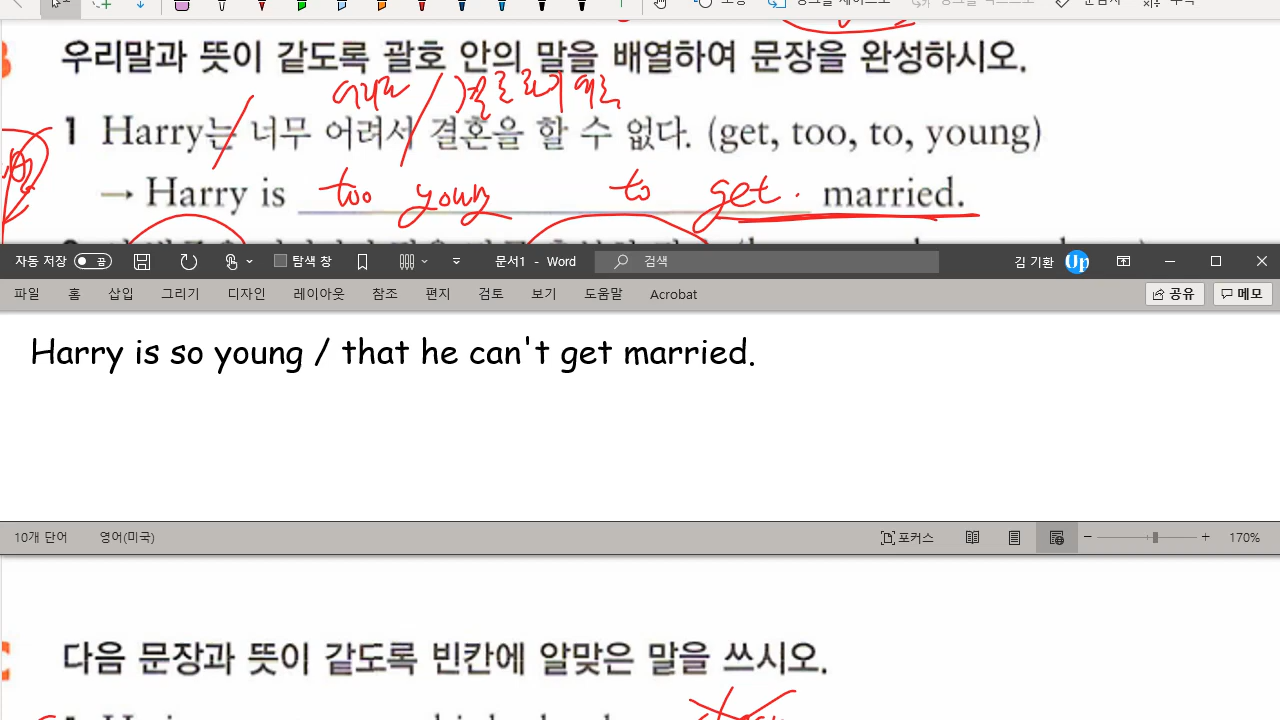 우리말과 뜻이 같도록 괄호 안의 말을 배열하여 문장을 완성하시오.
1 Harry는 너무 어려서 결혼을 할 수 없다. (get, too, to, young)
→ Harry is too young to get married.
자동 저장 문서1 - Word 검색 김 기환 Up
탐색 창
파일 홈 삽입 그리기 디자인 레이아웃 참조 편지 검토 보기 도움말 Acrobat 공유 메모
Harry is so young / that he can't get married.
10개 단어 영어(미국) 포커스 170%
다음 문장과 뜻이 같도록 빈칸에 알맞은 말을 쓰시오.